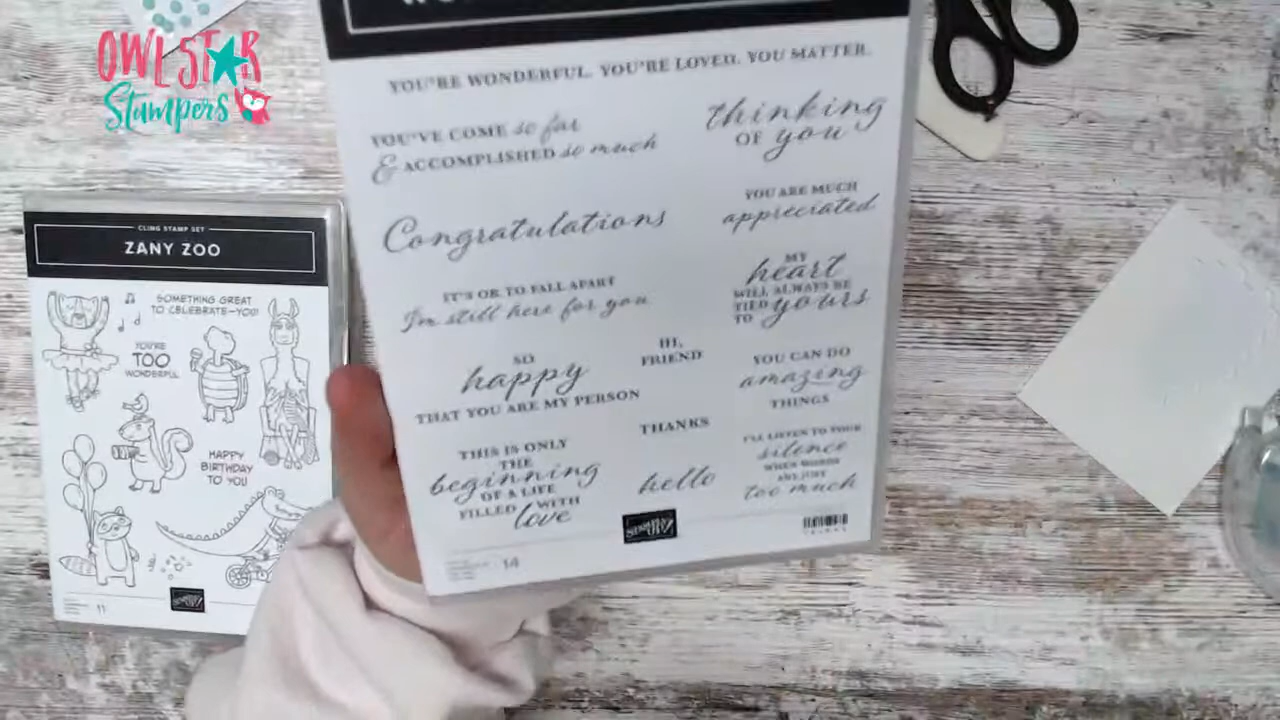 OWL STAR
Stampers
CLING STAMP SET
ZANY ZOO
SOMETHING GREAT
TO CELEBRATE-YOU!
YOU'RE
TOO
WONDERFUL
HAPPY
BIRTHDAY
TO YOU
11
YOU'RE WONDERFUL. YOU'RE LOVED. YOU MATTER.
YOU'VE COME so far
& ACCOMPLISHED so much
thinking
OF you
Congratulations
YOU ARE MUCH
appreciated
IT'S OK TO FALL APART
I'm still here for you
MY
heart
WILL ALWAYS BE
TIED yours
TO
SO
happy
THAT YOU ARE MY PERSON
HI,
FRIEND
YOU CAN DO
amazing
THINGS
THIS IS ONLY
THE
beginning
OF A LIFE
FILLED WITH
love
THANKS
hello
I'LL LISTEN TO YOUR
silence
WHEN WORDS
ARE JUST
too much
STAMPIN' UP!
14